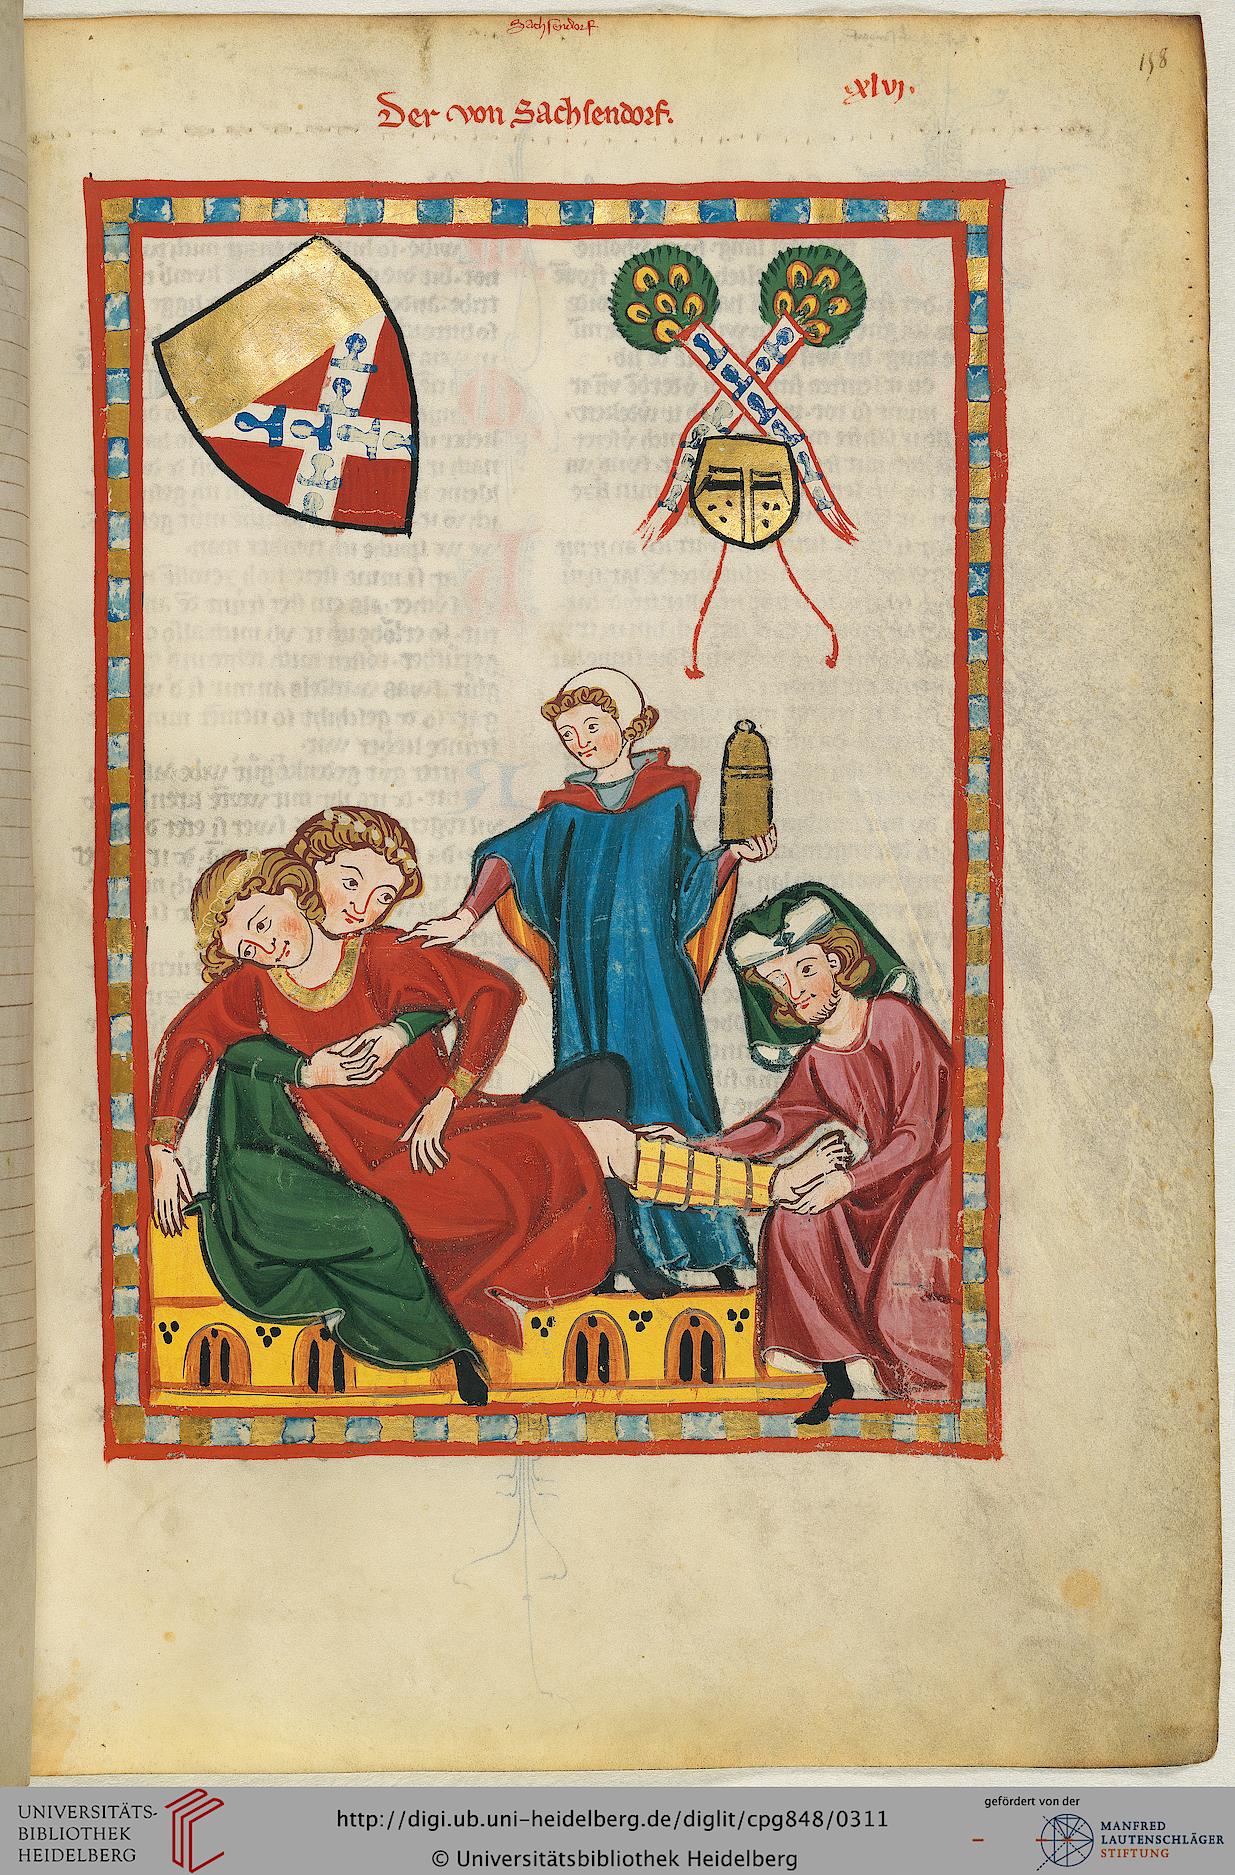 Sachsendorf
158
xlvj.
Der von Sachsendorf.
UNIVERSITÄTS-
BIBLIOTHEK
HEIDELBERG
http://digi.ub.uni-heidelberg.de/diglit/cpg848/0311
© Universitätsbibliothek Heidelberg
gefördert von der
MANFRED
LAUTENSCHLÄGER
STIFTUNG